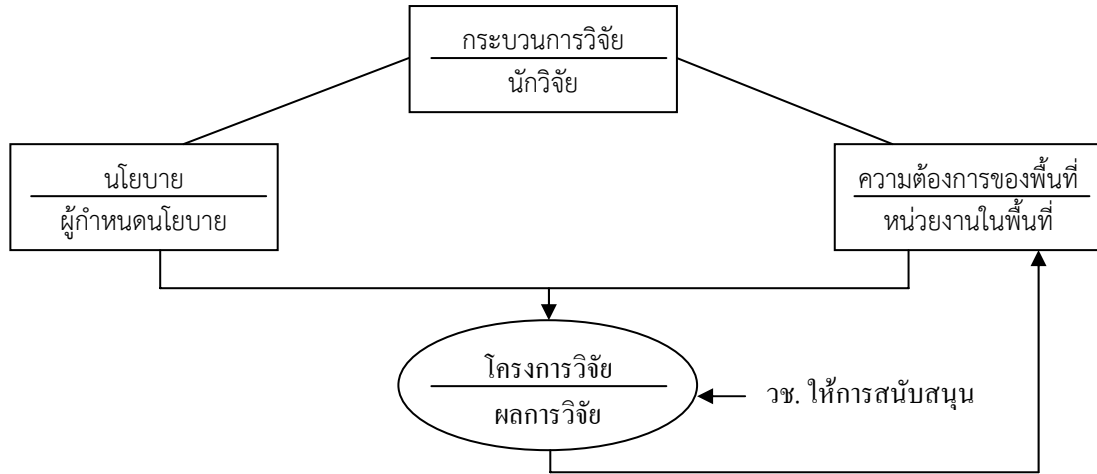 กระบวนการวิจัย
นักวิจัย
นโยบาย
ผู้กำหนดนโยบาย
ความต้องการของพื้นที่
หน่วยงานในพื้นที่
โครงการวิจัย
ผลการวิจัย
วช. ให้การสนับสนุน